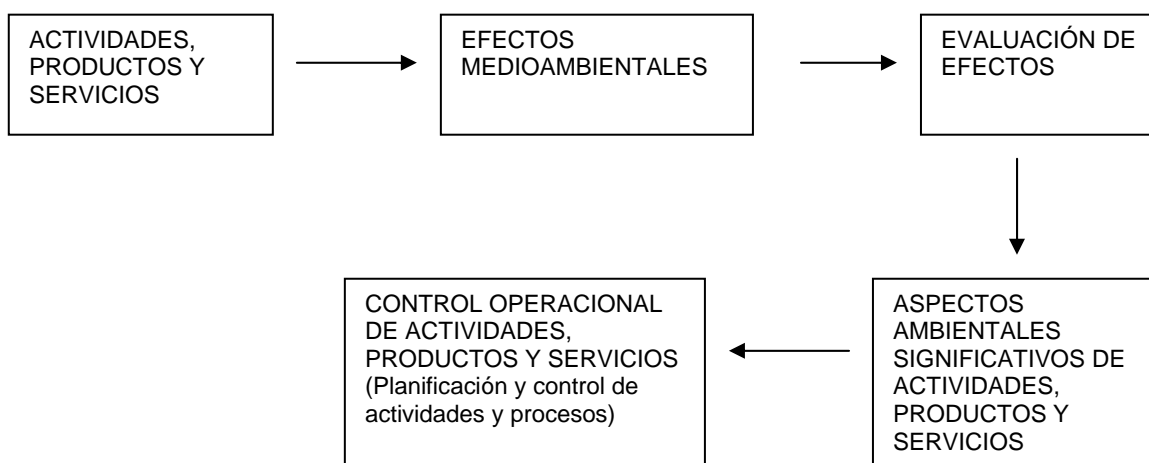 ACTIVIDADES,
PRODUCTOS Y
SERVICIOS
EFECTOS
MEDIOAMBIENTALES
EVALUACIÓN DE
EFECTOS
CONTROL OPERACIONAL
DE ACTIVIDADES,
PRODUCTOS Y SERVICIOS
(Planificación y control de
actividades y procesos)
ASPECTOS
AMBIENTALES
SIGNIFICATIVOS DE
ACTIVIDADES,
PRODUCTOS Y
SERVICIOS